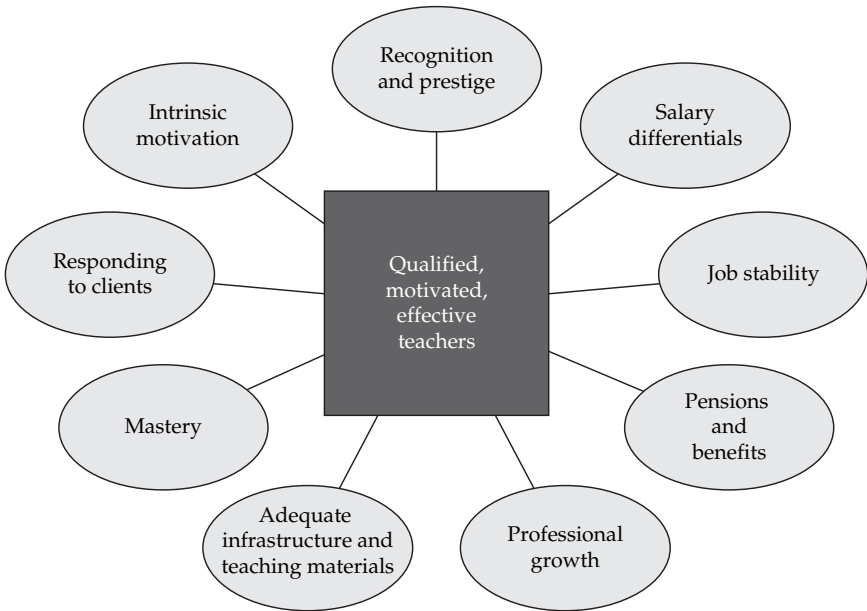 Recognition
and prestige
Salary
differentials
Job stability
Pensions
and
benefits
Professional
growth
Adequate
infrastructure and
teaching materials
Mastery
Responding
to clients
Intrinsic
motivation
Qualified,
motivated,
effective
teachers